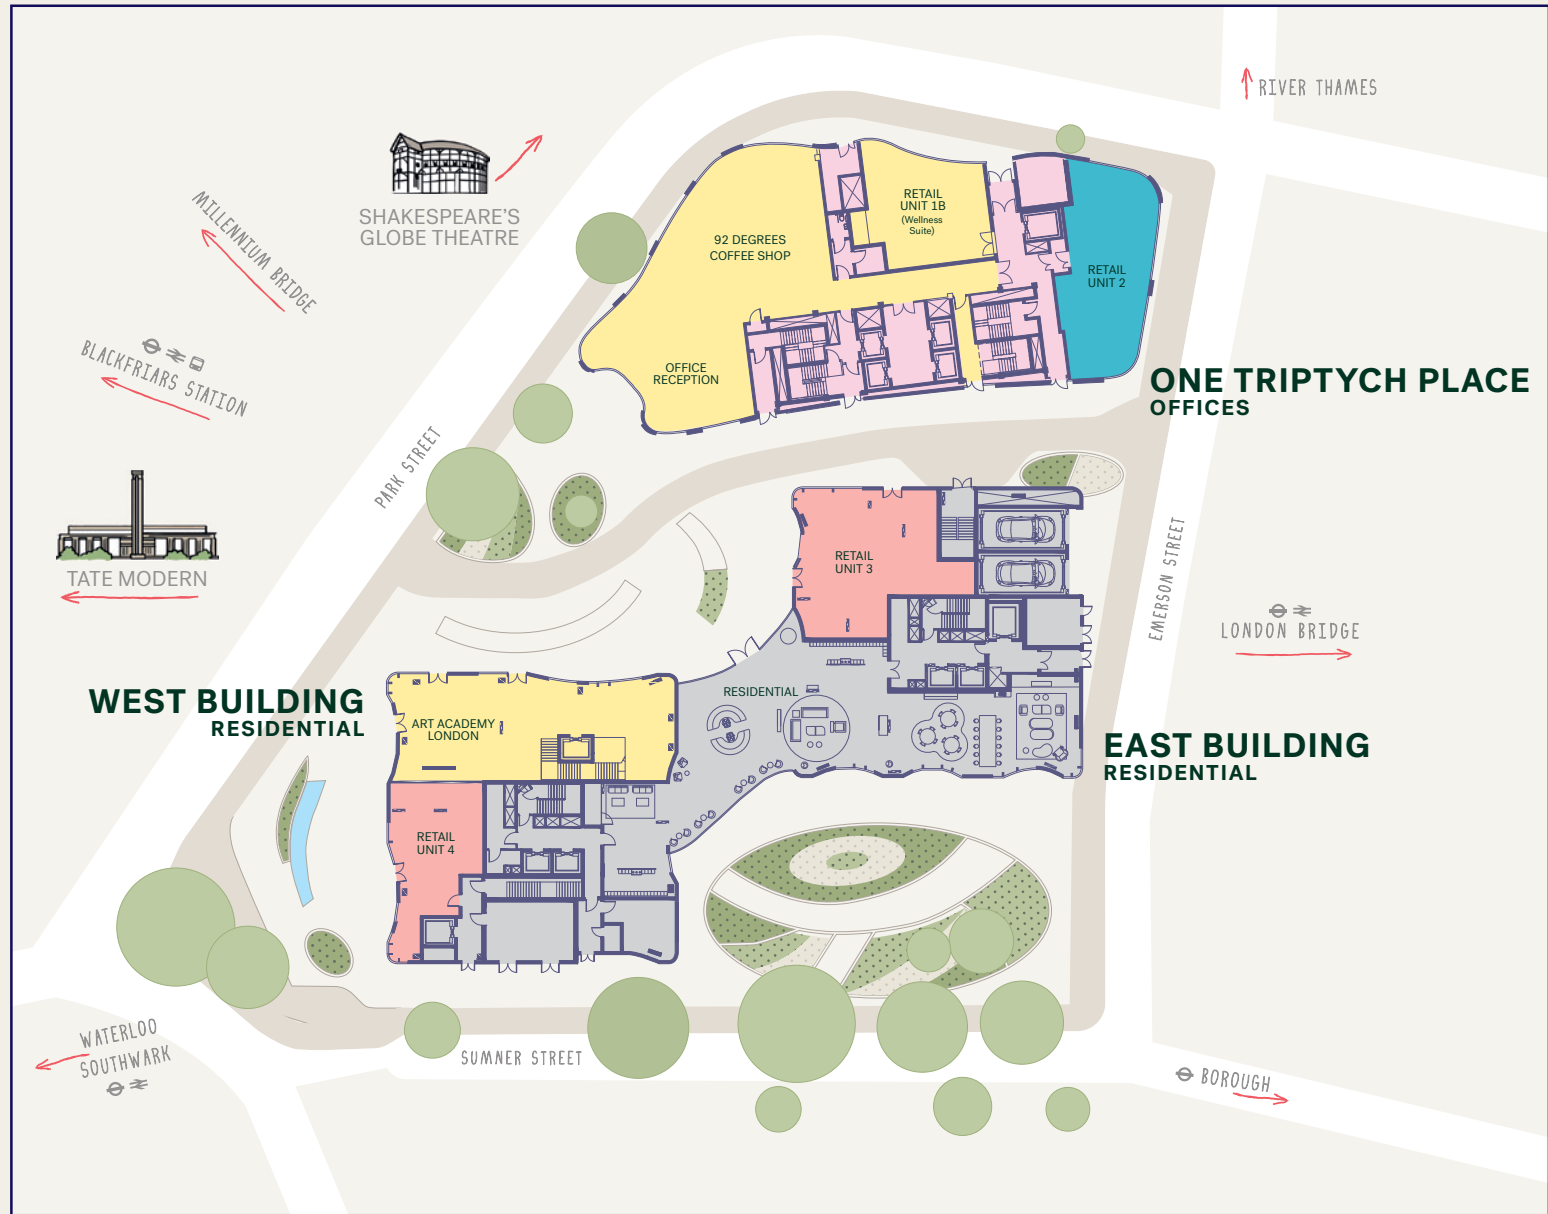 RIVER THAMES
SHAKESPEARE'S
GLOBE THEATRE
MILLENNIUM BRIDGE
BLACKFRIARS STATION
TATE MODERN
PARK STREET
92 DEGREES
COFFEE SHOP
RETAIL
UNIT 1B
(Wellness
Suite)
RETAIL
UNIT 2
OFFICE
RECEPTION
ONE TRIPTYCH PLACE
OFFICES
RETAIL
UNIT 3
EMERSON STREET
LONDON BRIDGE
WEST BUILDING
RESIDENTIAL
ART ACADEMY
LONDON
RESIDENTIAL
EAST BUILDING
RESIDENTIAL
RETAIL
UNIT 4
WATERLOO
SOUTHWARK
SUMNER STREET
BOROUGH